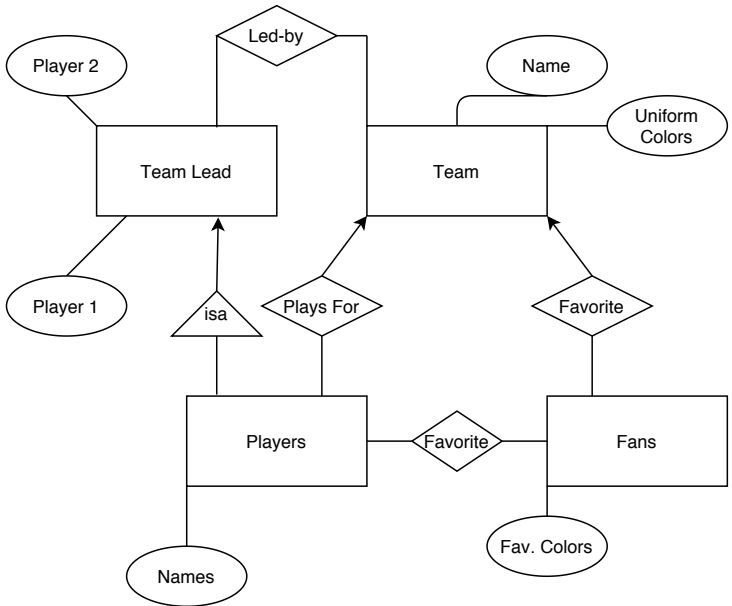 Led-by
Player 2
Name
Uniform
Colors
Team Lead
Team
Player 1
isa
Plays For
Favorite
Players
Favorite
Fans
Names
Fav. Colors